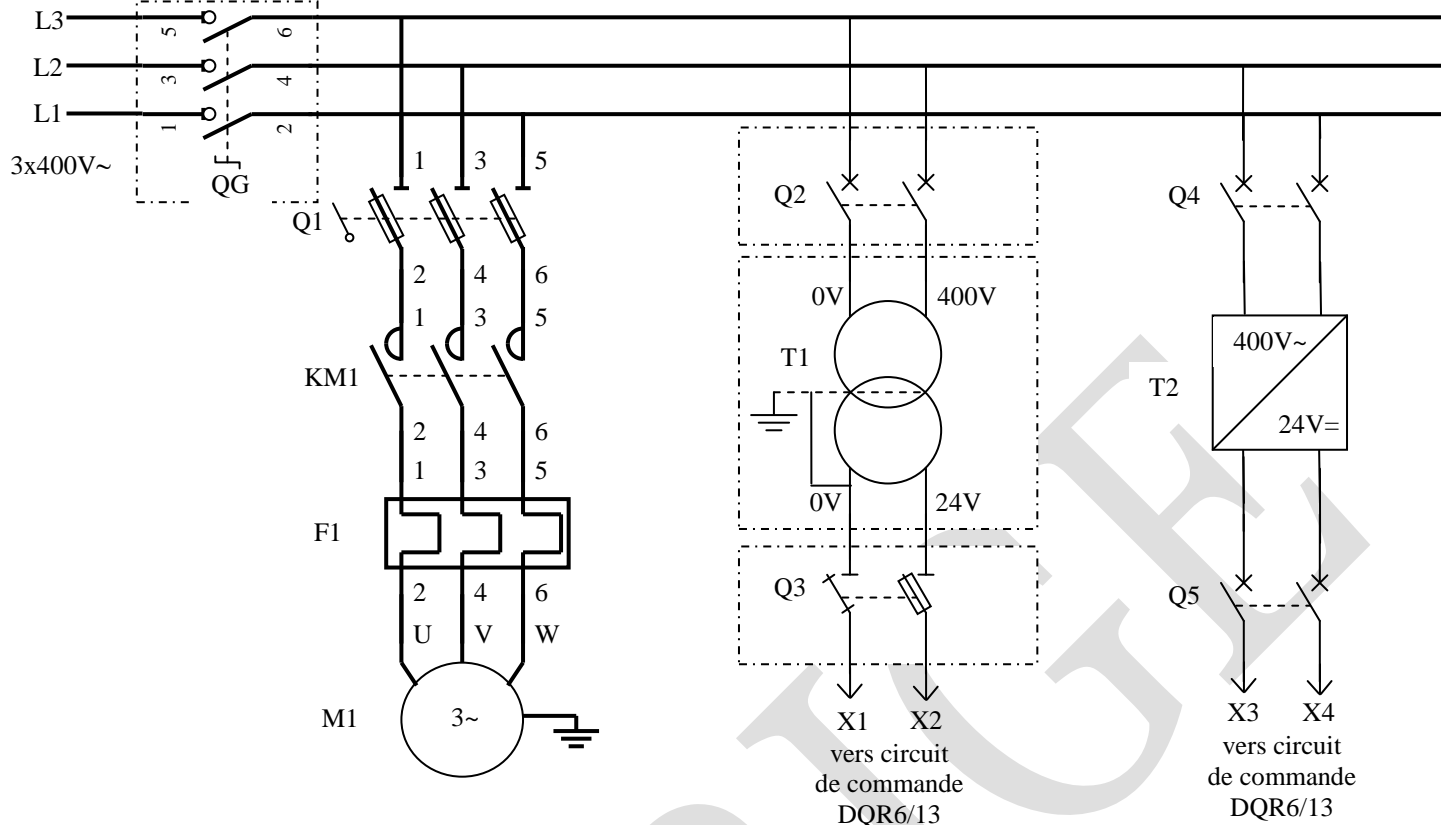 L3
5
6
L2
3
4
L1
1
2
3x400V~
QG
1 3 5
Q1
2 4 6
1 3 5
KM1
2 4 6
1 3 5
F1
2 4 6
U V W
M1
3~
Q2
0V 400V
T1
0V 24V
Q3
X1 X2
vers circuit
de commande
DQR6/13
Q4
400V~
T2
24V=
Q5
X3 X4
vers circuit
de commande
DQR6/13